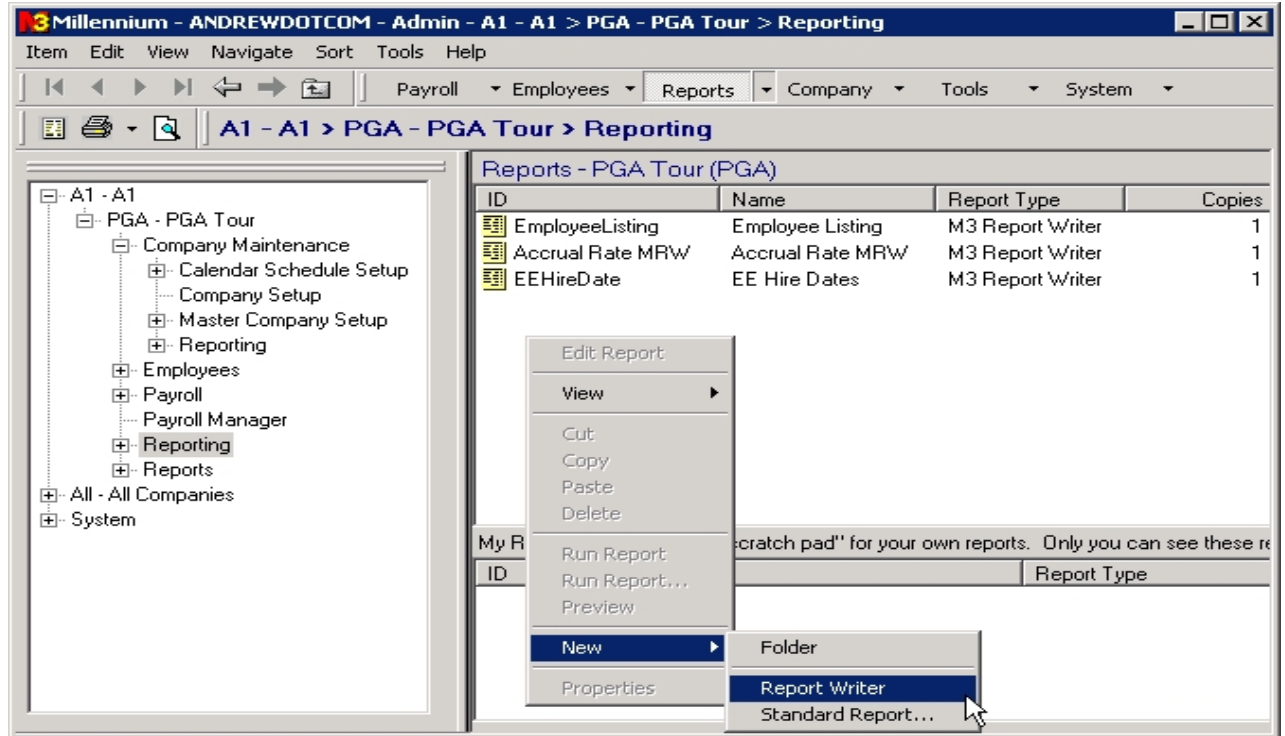 Millennium - ANDREWDOTCOM - Admin - A1 - A1 > PGA - PGA Tour > Reporting
Item Edit View Navigate Sort Tools Help
Payroll Employees Reports Company Tools System
A1 - A1 > PGA - PGA Tour > Reporting
A1 - A1
PGA - PGA Tour
Company Maintenance
Calendar Schedule Setup
Company Setup
Master Company Setup
Reporting
Employees
Payroll
Payroll Manager
Reporting
Reports
All - All Companies
System
Reports - PGA Tour (PGA)
ID Name Report Type Copies
EmployeeListing Employee Listing M3 Report Writer 1
Accrual Rate MRW Accrual Rate MRW M3 Report Writer 1
EEHireDate EE Hire Dates M3 Report Writer 1
My R cratch pad" for your own reports. Only you can see these re
ID Report Type
Edit Report
View
Cut
Copy
Paste
Delete
Run Report
Run Report...
Preview
New
Properties
Folder
Report Writer
Standard Report...